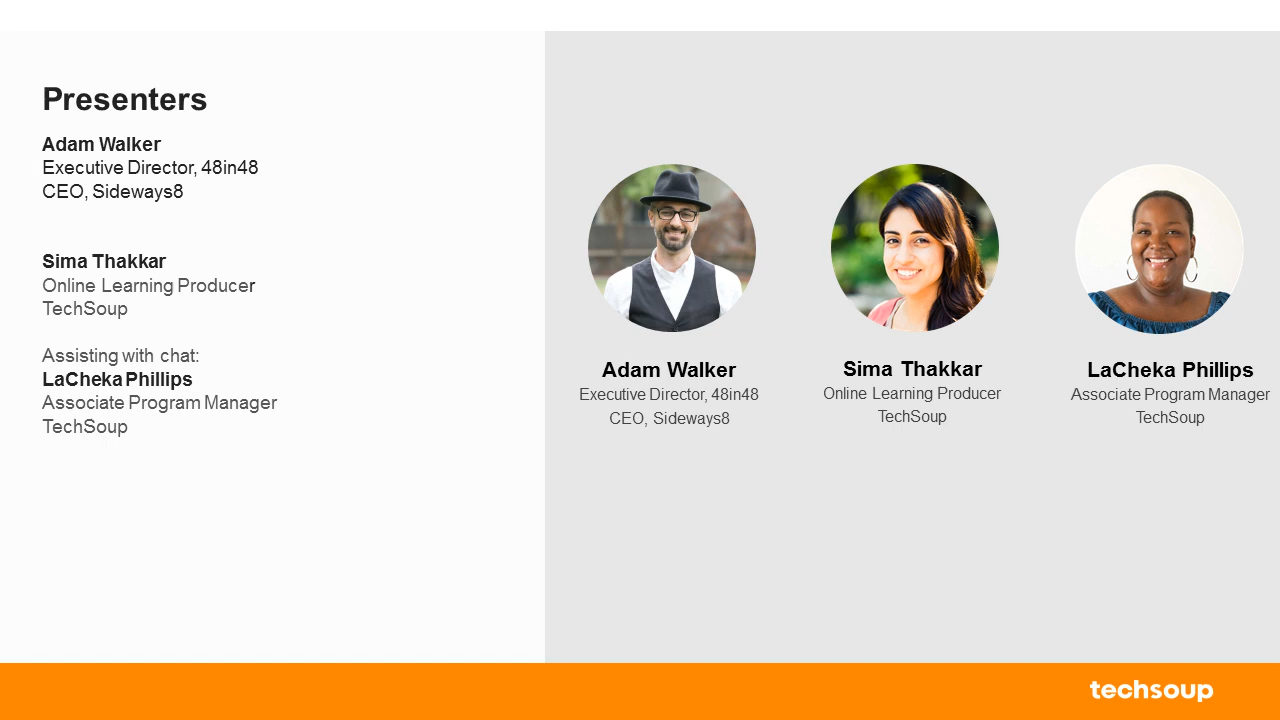 Presenters
Adam Walker
Executive Director, 48in48
CEO, Sideways8
Sima Thakkar
Online Learning Producer
TechSoup
Assisting with chat:
LaCheka Phillips
Associate Program Manager
TechSoup
Adam Walker
Executive Director, 48in48
CEO, Sideways8
Sima Thakkar
Online Learning Producer
TechSoup
LaCheka Phillips
Associate Program Manager
TechSoup
techsoup